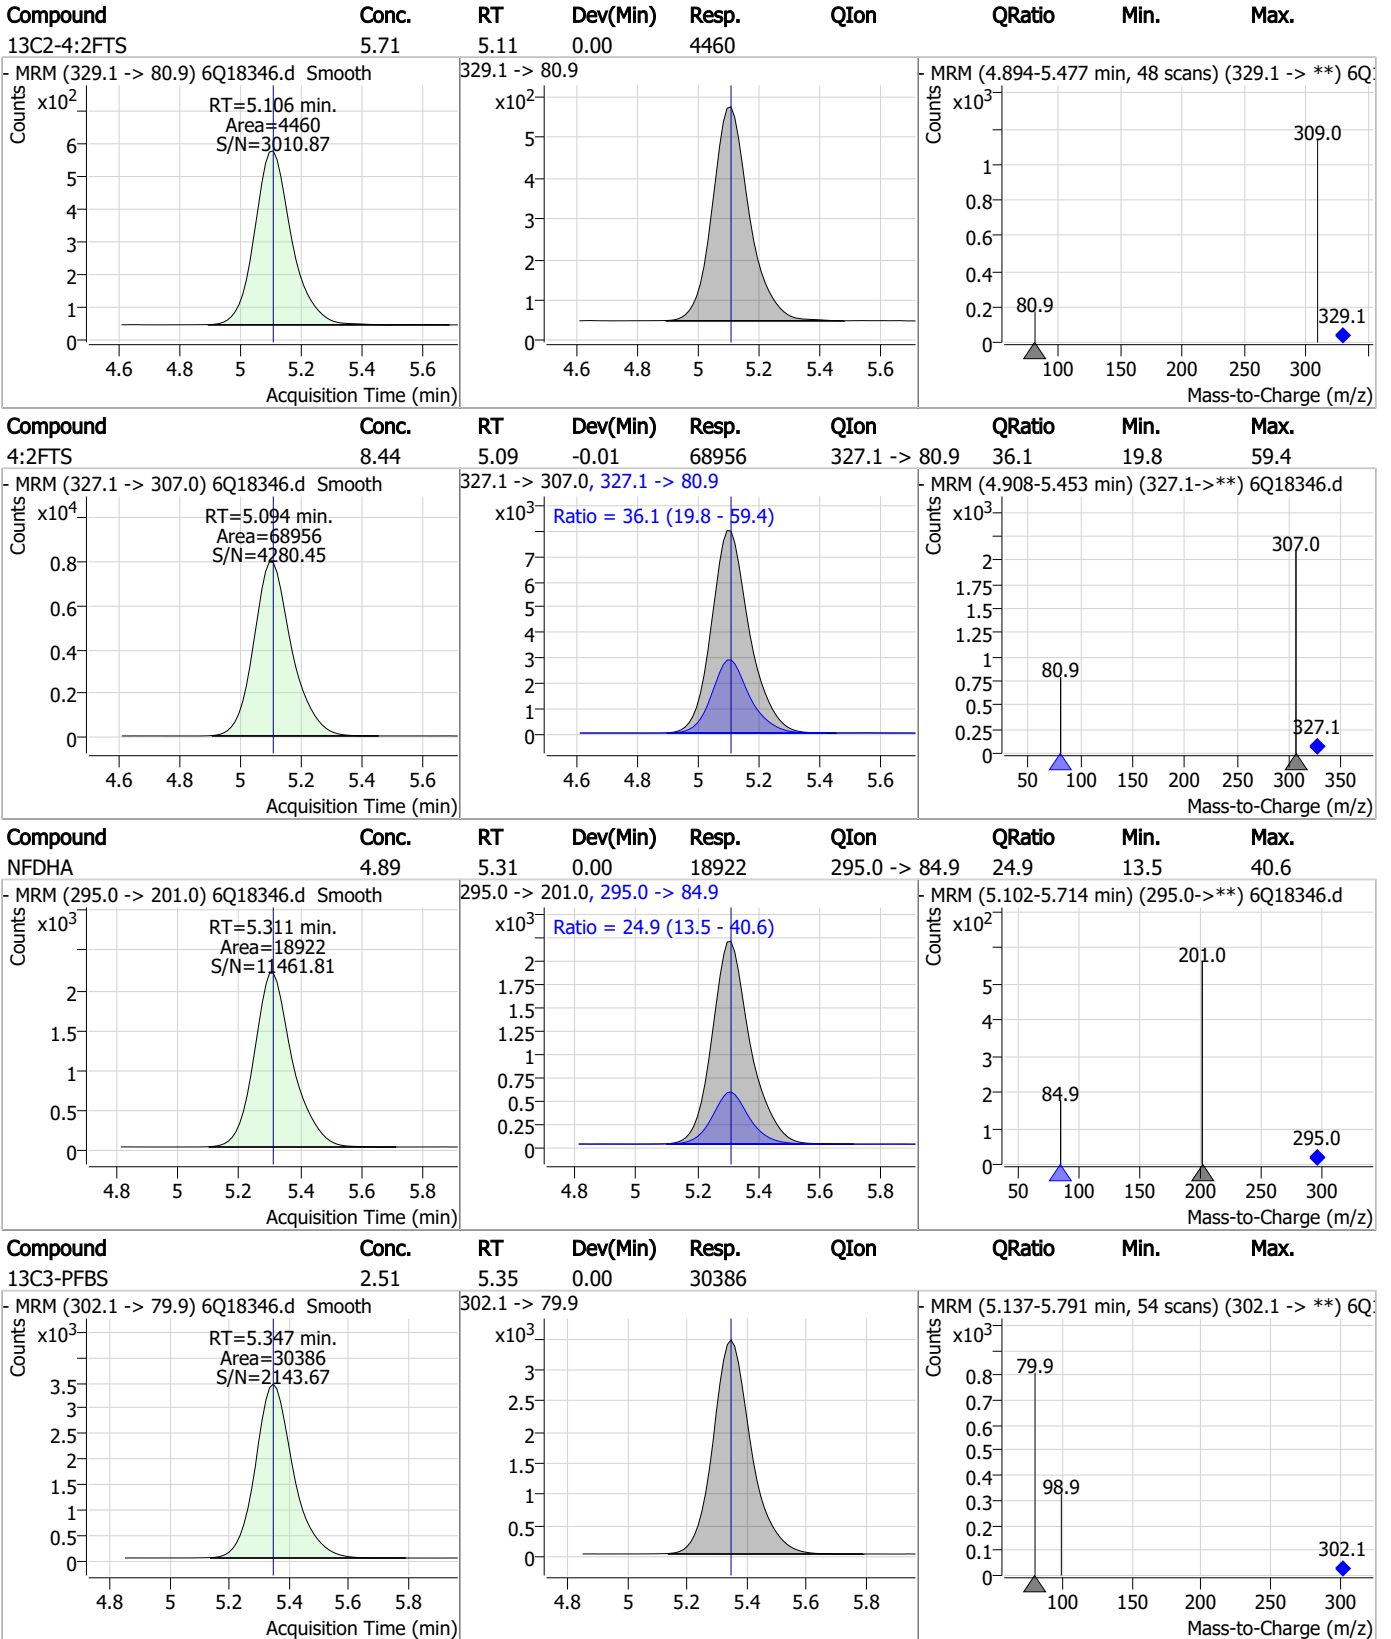 Compound Conc. RT Dev(Min) Resp. QIon QRatio Min. Max.
13C2-4:2FTS 5.71 5.11 0.00 4460
- MRM (329.1 -> 80.9) 6Q18346.d Smooth
329.1 -> 80.9
- MRM (4.894-5.477 min, 48 scans) (329.1 -> **) 6Q1
Counts
x10^2
RT=5.106 min.
Area=4460
S/N=3010.87
6
5
4
3
2
1
0
4.6 4.8 5 5.2 5.4 5.6
Acquisition Time (min)
x10^2
5
4
3
2
1
0
4.6 4.8 5 5.2 5.4 5.6
Counts
x10^3
309.0
1
0.8
0.6
0.4
0.2
0
80.9
329.1
100 150 200 250 300
Mass-to-Charge (m/z)
Compound Conc. RT Dev(Min) Resp. QIon QRatio Min. Max.
4:2FTS 8.44 5.09 -0.01 68956 327.1 -> 80.9 36.1 19.8 59.4
- MRM (327.1 -> 307.0) 6Q18346.d Smooth
327.1 -> 307.0, 327.1 -> 80.9
- MRM (4.908-5.453 min) (327.1->**) 6Q18346.d
Counts
x10^4
RT=5.094 min.
Area=68956
S/N=4280.45
0.8
0.6
0.4
0.2
0
4.6 4.8 5 5.2 5.4 5.6
Acquisition Time (min)
x10^3
Ratio = 36.1 (19.8 - 59.4)
7
6
5
4
3
2
1
0
4.6 4.8 5 5.2 5.4 5.6
Counts
x10^3
307.0
2
1.75
1.5
1.25
1
0.75
0.5
0.25
0
80.9
327.1
50 100 150 200 250 300 350
Mass-to-Charge (m/z)
Compound Conc. RT Dev(Min) Resp. QIon QRatio Min. Max.
NFDHA 4.89 5.31 0.00 18922 295.0 -> 84.9 24.9 13.5 40.6
- MRM (295.0 -> 201.0) 6Q18346.d Smooth
295.0 -> 201.0, 295.0 -> 84.9
- MRM (5.102-5.714 min) (295.0->**) 6Q18346.d
Counts
x10^3
RT=5.311 min.
Area=18922
S/N=11461.81
2
1.5
1
0.5
0
4.8 5 5.2 5.4 5.6
Acquisition Time (min)
x10^3
Ratio = 24.9 (13.5 - 40.6)
2
1.75
1.5
1.25
1
0.75
0.5
0.25
0
4.8 5 5.2 5.4 5.6 5.8
Counts
x10^2
201.0
5
4
3
2
1
0
84.9
295.0
50 100 150 200 250 300
Mass-to-Charge (m/z)
Compound Conc. RT Dev(Min) Resp. QIon QRatio Min. Max.
13C3-PFBS 2.51 5.35 0.00 30386
- MRM (302.1 -> 79.9) 6Q18346.d Smooth
302.1 -> 79.9
- MRM (5.137-5.791 min, 54 scans) (302.1 -> **) 6Q1
Counts
x10^3
RT=5.347 min.
Area=30386
S/N=2143.67
3.5
3
2.5
2
1.5
1
0.5
0
4.8 5 5.2 5.4 5.6 5.8
Acquisition Time (min)
x10^3
3
2.5
2
1.5
1
0.5
0
4.8 5 5.2 5.4 5.6 5.8
Counts
x10^3
79.9
0.8
0.7
0.6
0.5
0.4
0.3
0.2
0.1
0
98.9
302.1
100 150 200 250 300
Mass-to-Charge (m/z)